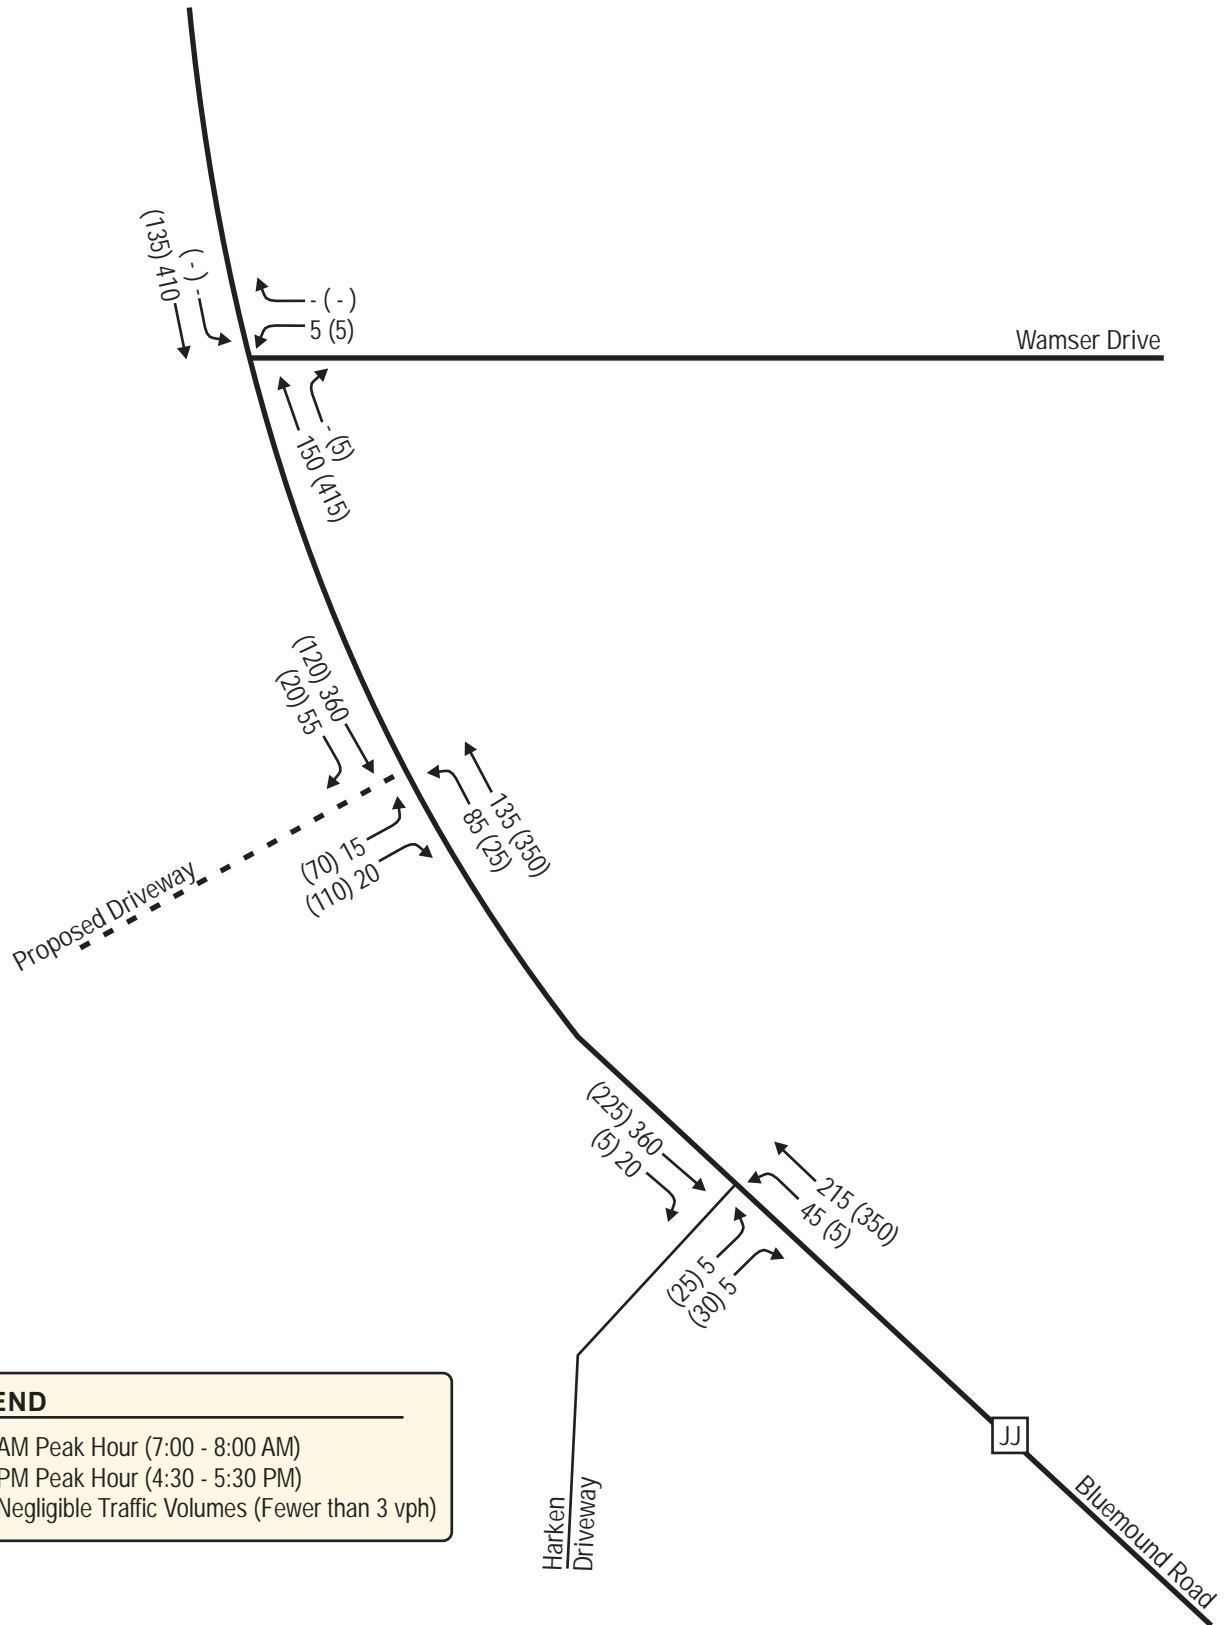 (135) 410
( - ) -
- ( - )
5 (5)
Wamser Drive
- (5)
150 (415)
(120) 360
(20) 55
135 (350)
85 (25)
(70) 15
(110) 20
Proposed Driveway
(225) 360
(5) 20
215 (350)
45 (5)
(25) 5
(30) 5
END
AM Peak Hour (7:00 - 8:00 AM)
PM Peak Hour (4:30 - 5:30 PM)
Negligible Traffic Volumes (Fewer than 3 vph)
JJ
Harken
Driveway
Bluemound Road